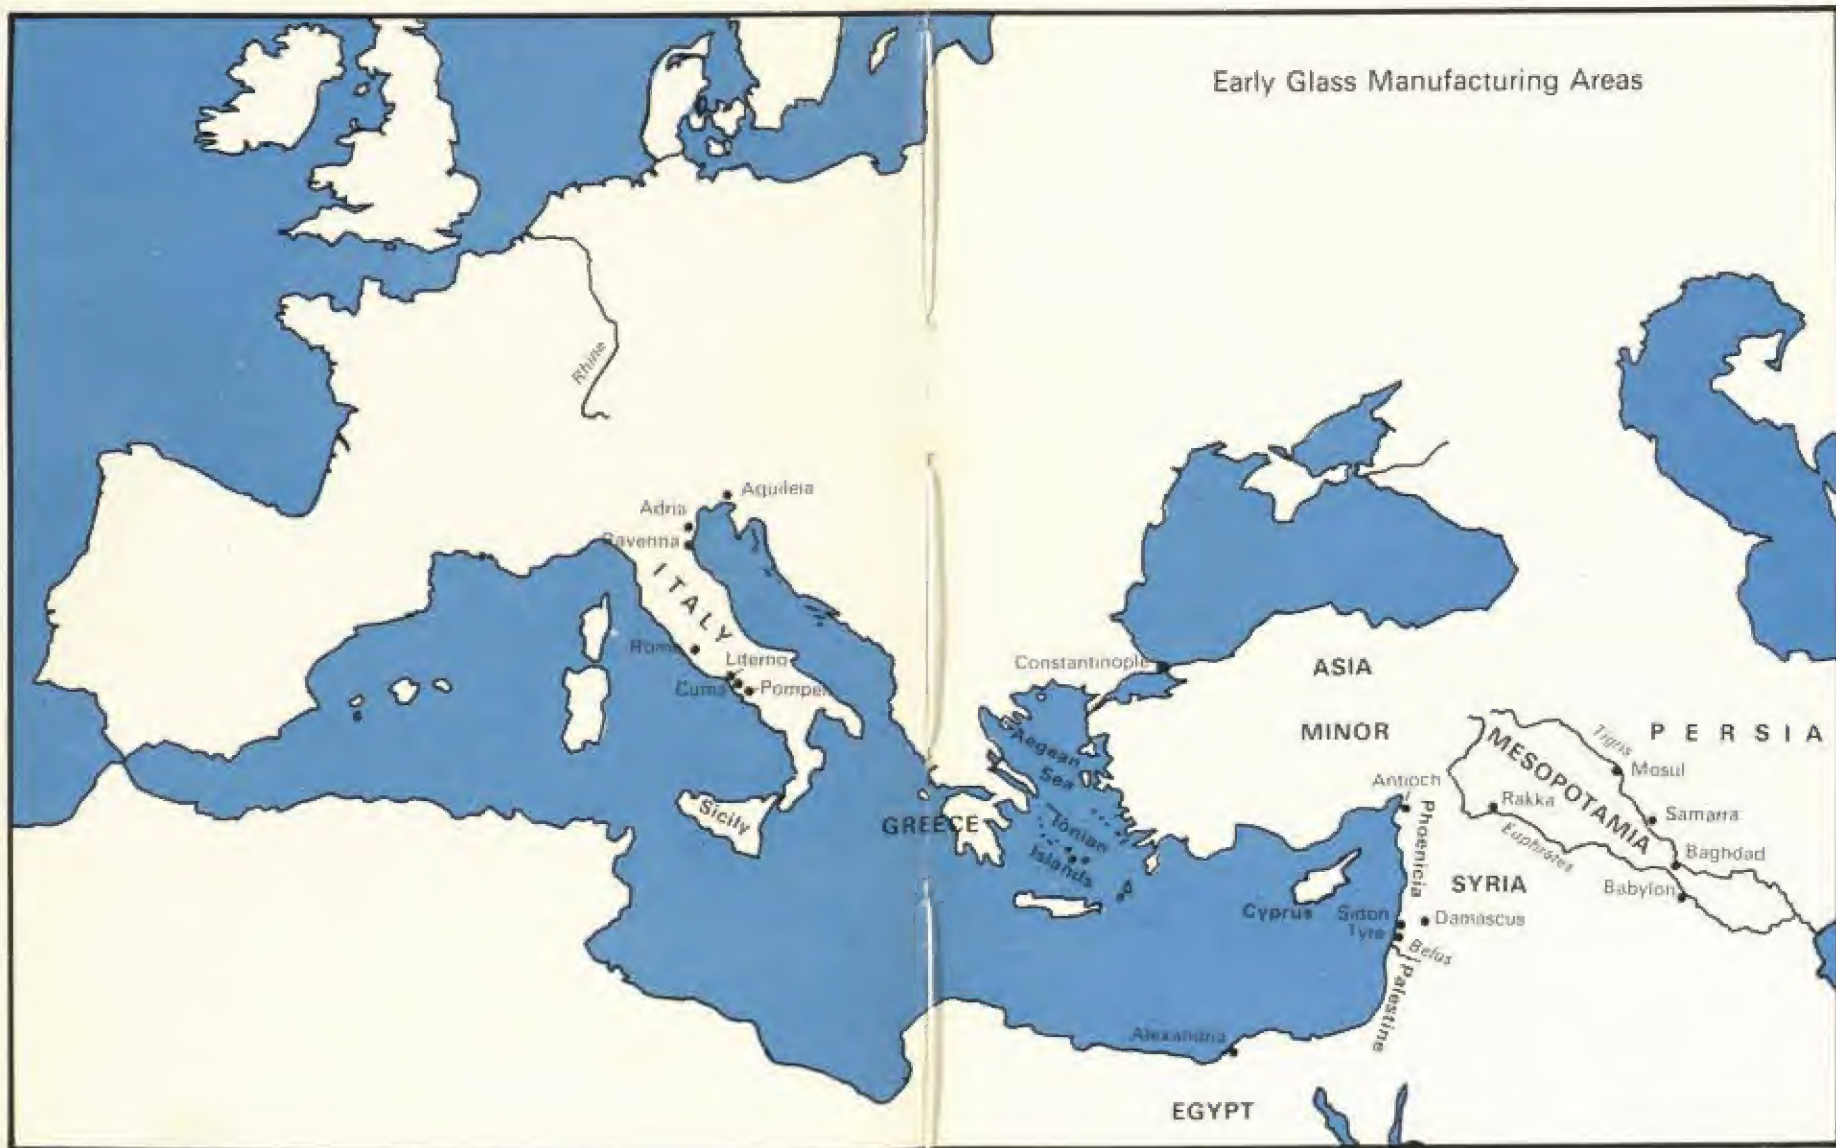 Early Glass Manufacturing Areas
Rhine
Aquileia
Adria
Ravenna
ITALY
Rome
Literno
Cuma
Pompeii
Sicily
GREECE
Constantinople
Aegean
Sea
Ionian
Islands
ASIA
MINOR
PERSIA
Tigris
MESOPOTAMIA
Mosul
Antioch
Rakka
Samarra
Phoenicia
Euphrates
Baghdad
SYRIA
Babylon
Cyprus
Sidon
Damascus
Tyre
Belus
Palestine
Alexandria
EGYPT